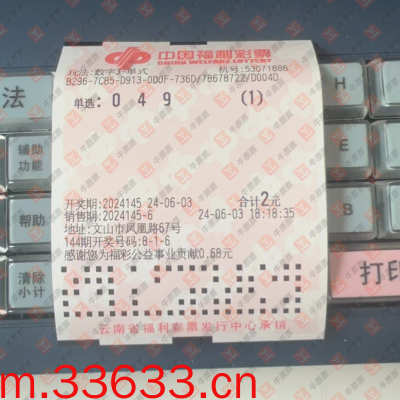 中国福利彩票
CHINA WELFARE LOTTERY
玩法:数字3-单式 机号:53071886
B296-7C85-D913-0D0F-736D/78678722/D004D
单选: 0 4 9 (1)
开奖期:2024145 24-06-03 合计2元
销售期:2024145-6 24-06-03 18:18:35
地址:文山市凤凰路67号
144期开奖号码:8-1-6
感谢您为福彩公益事业贡献0.68元
云南省福利彩票发行中心承销
法
辅助
功能
帮助
清除
小计
H
E
B
打印
m.33633.cn